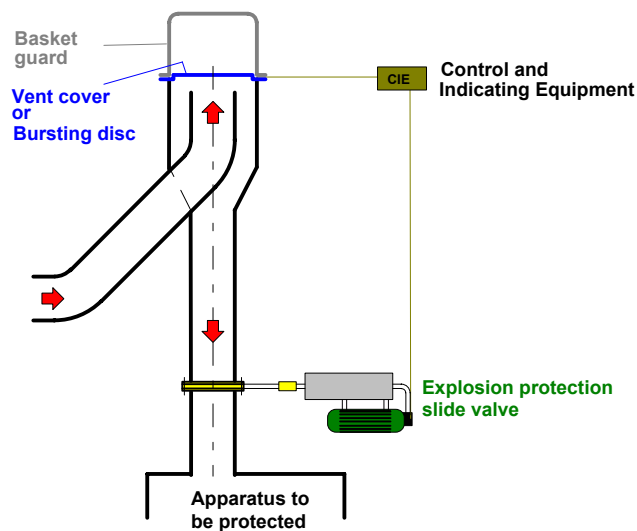 Basket
guard
Vent cover
or
Bursting disc
CIE
Control and
Indicating Equipment
Explosion protection
slide valve
Apparatus to
be protected